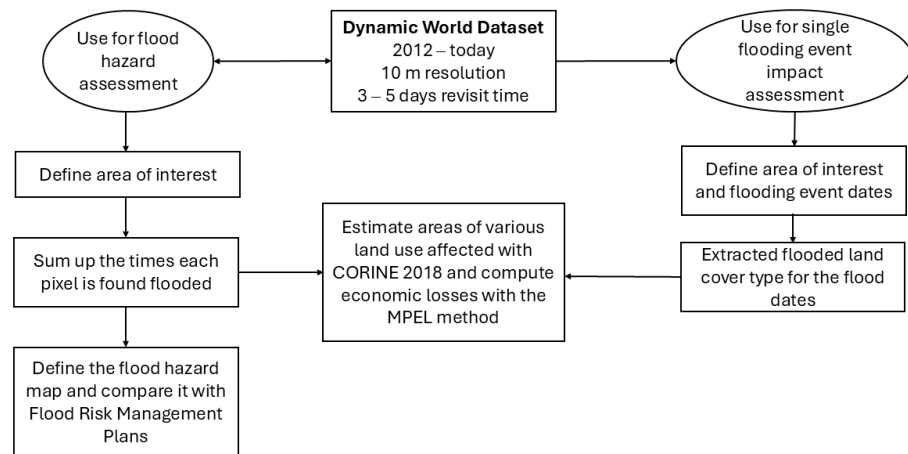 Use for flood
hazard
assessment
Dynamic World Dataset
2012 – today
10 m resolution
3 – 5 days revisit time
Use for single
flooding event
impact
assessment
Define area of interest
Define area of interest
and flooding event dates
Sum up the times each
pixel is found flooded
Estimate areas of various
land use affected with
CORINE 2018 and compute
economic losses with the
MPEL method
Extracted flooded land
cover type for the flood
dates
Define the flood hazard
map and compare it with
Flood Risk Management
Plans